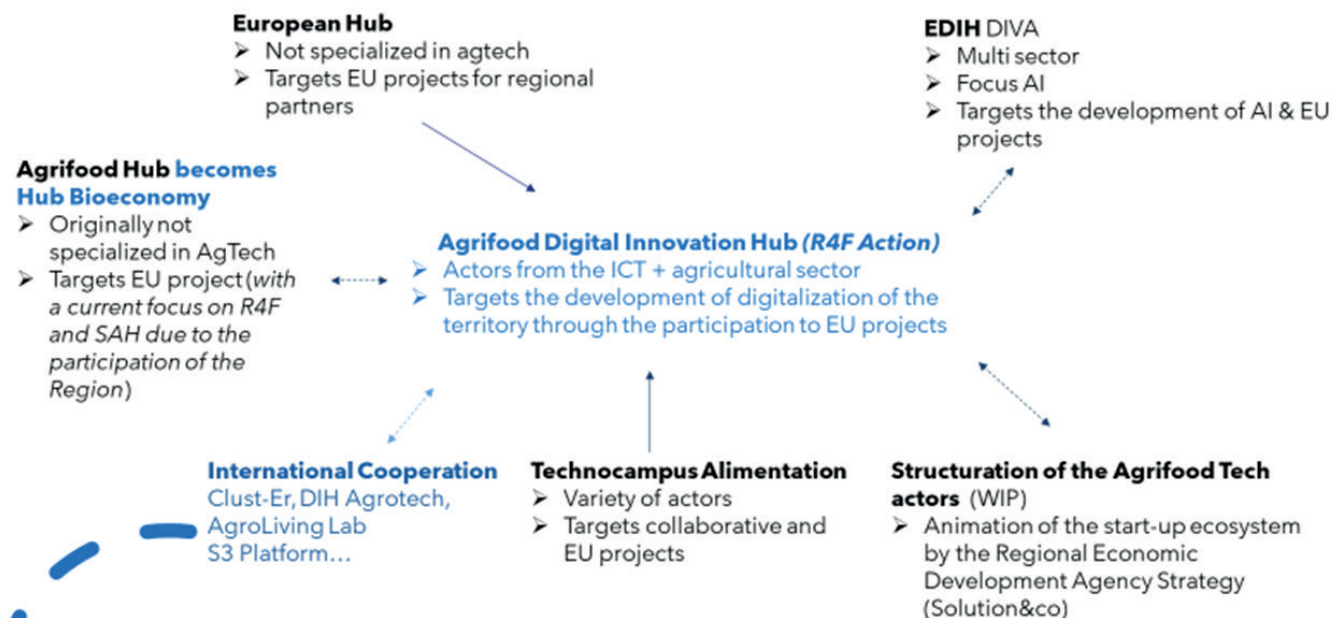 European Hub
➢ Not specialized in agtech
➢ Targets EU projects for regional
partners
EDIH DIVA
➢ Multi sector
➢ Focus AI
➢ Targets the development of AI & EU
projects
Agrifood Hub becomes
Hub Bioeconomy
➢ Originally not
specialized in AgTech
➢ Targets EU project (with
a current focus on R4F
and SAH due to the
participation of the
Region)
Agrifood Digital Innovation Hub (R4F Action)
➢ Actors from the ICT + agricultural sector
➢ Targets the development of digitalization of the
territory through the participation to EU projects
International Cooperation
Clust-Er, DIH Agrotech,
AgroLiving Lab
S3 Platform...
Technocampus Alimentation
➢ Variety of actors
➢ Targets collaborative and
EU projects
Structuration of the Agrifood Tech
actors (WIP)
➢ Animation of the start-up ecosystem
by the Regional Economic
Development Agency Strategy
(Solution&co)